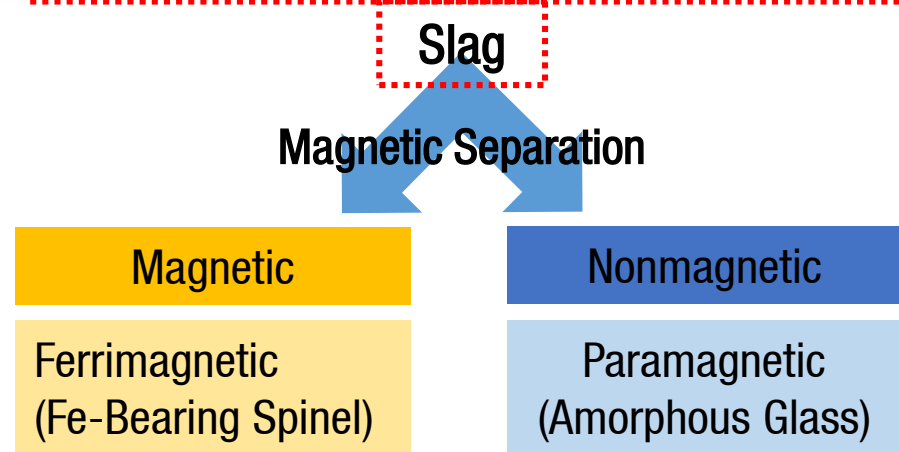 Slag
Magnetic Separation
Magnetic
Nonmagnetic
Ferrimagnetic
(Fe-Bearing Spinel)
Paramagnetic
(Amorphous Glass)